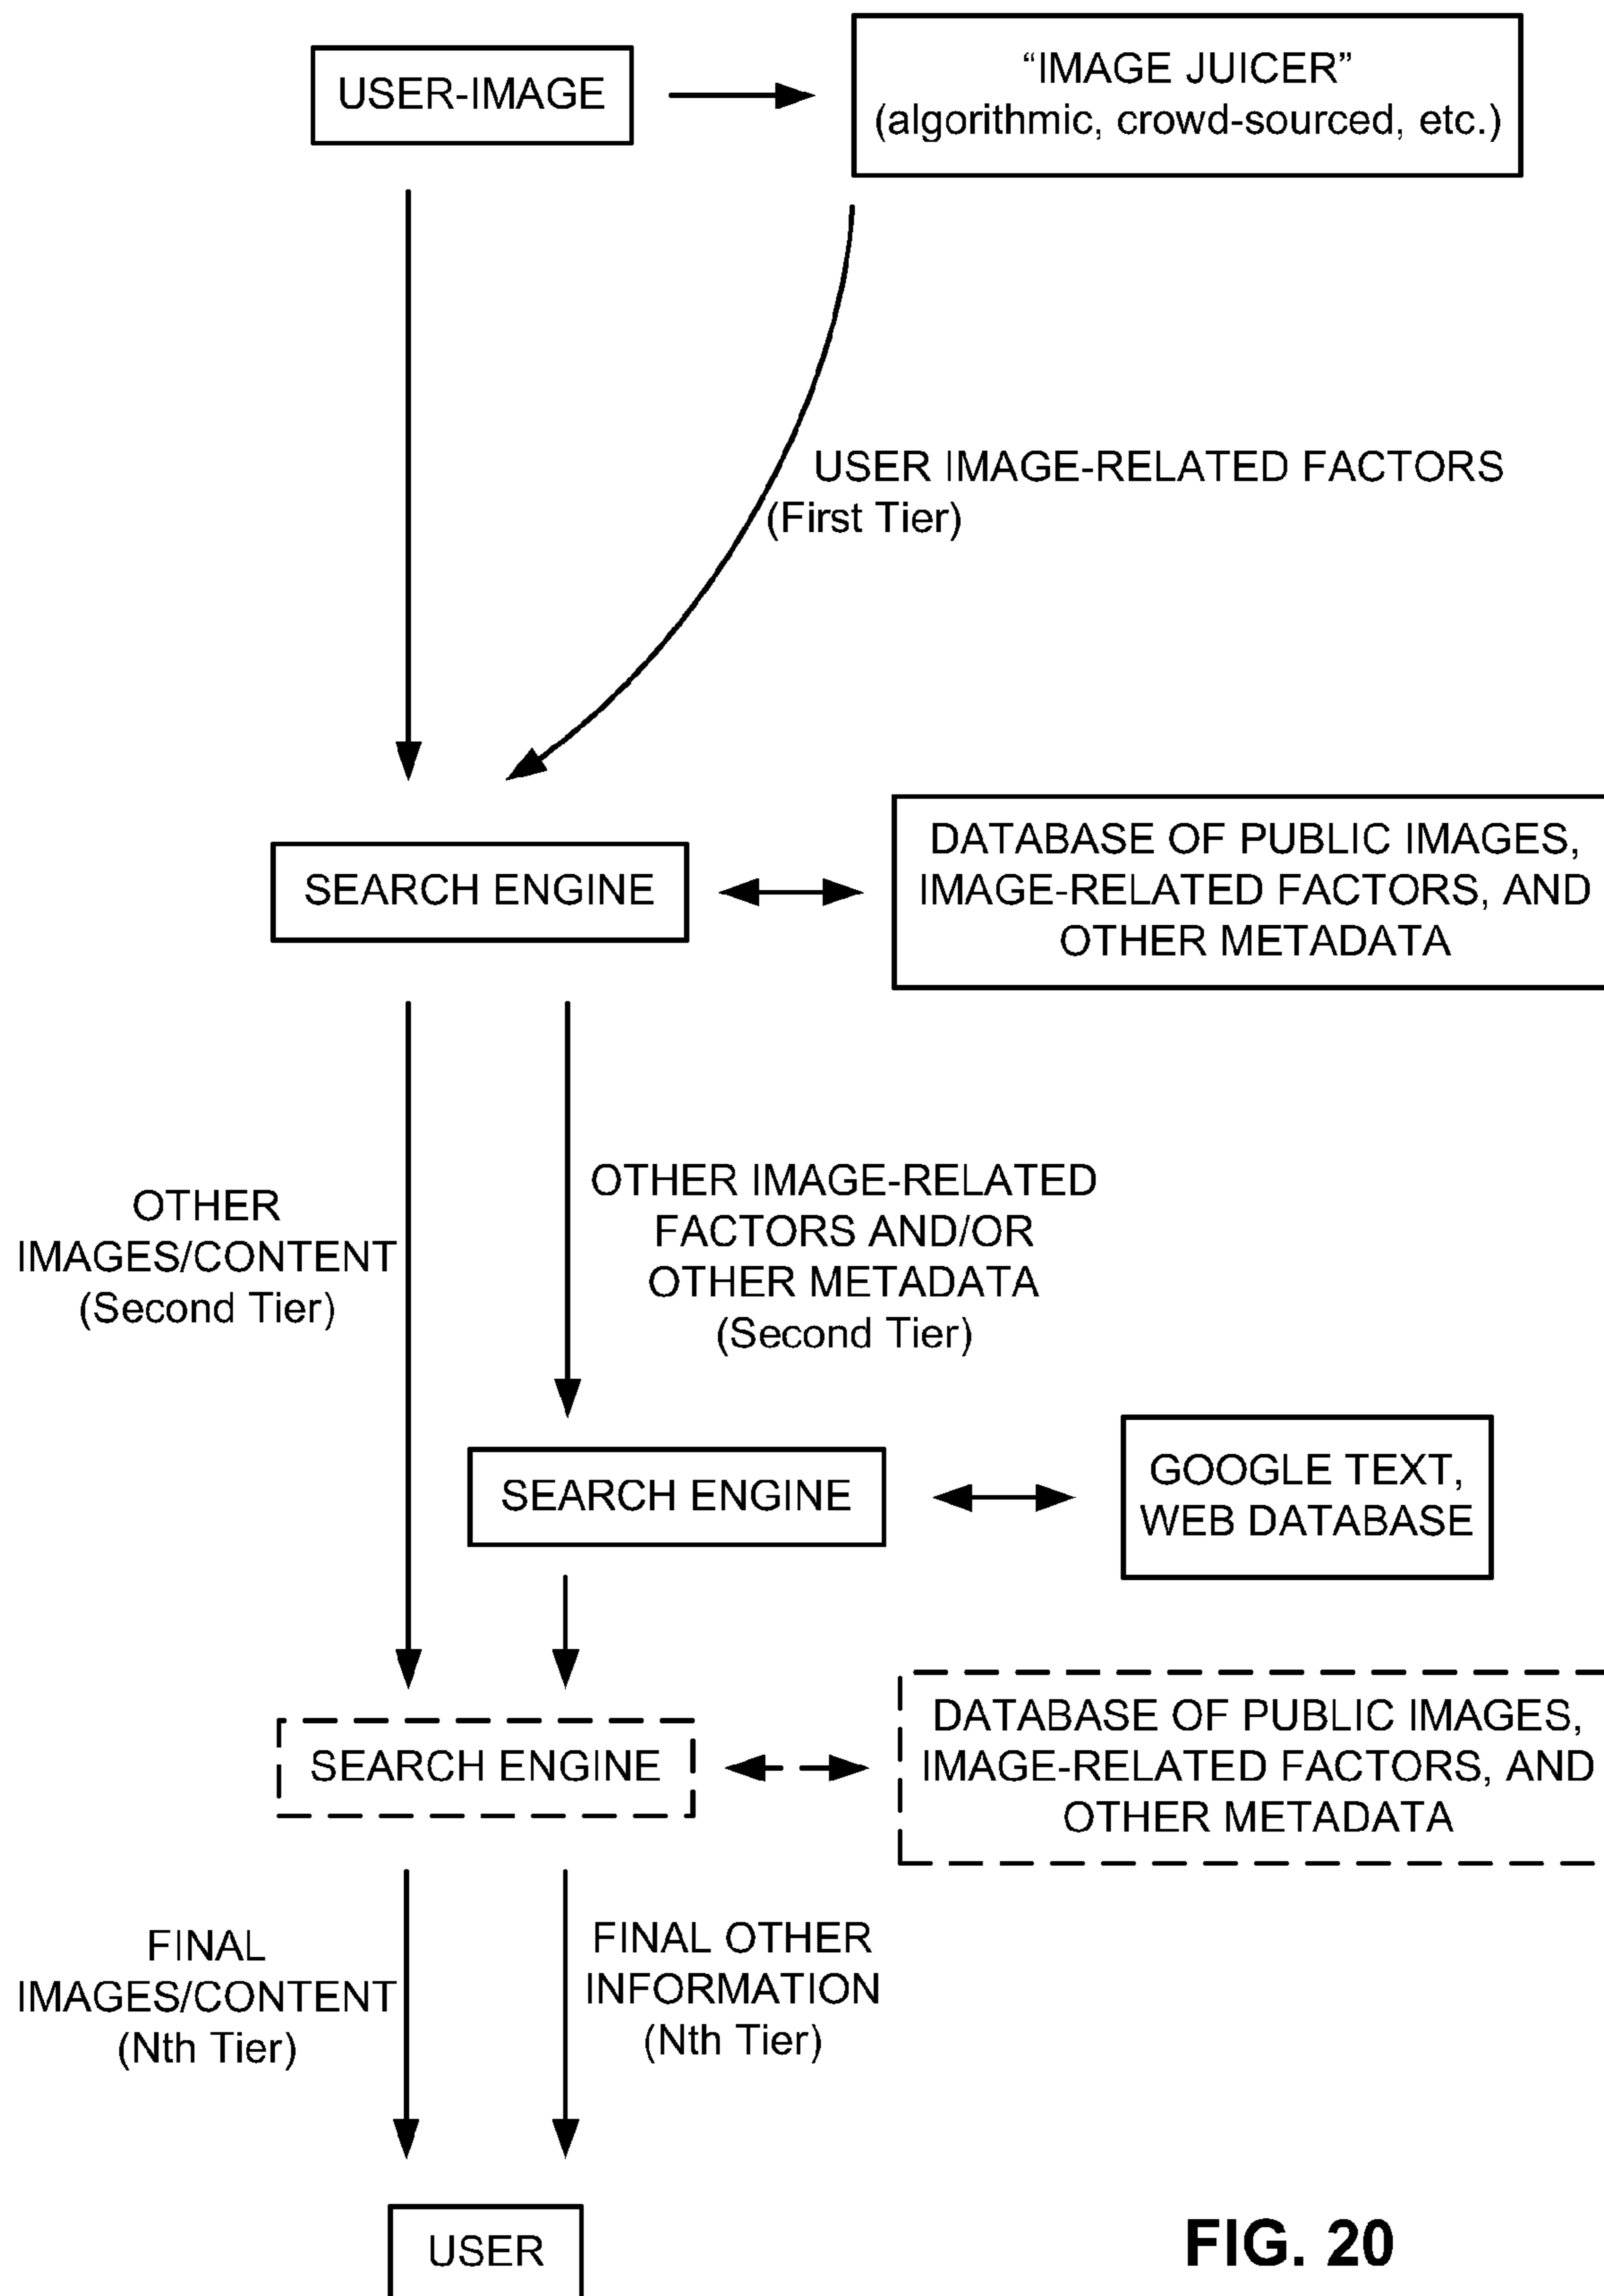 USER-IMAGE
“IMAGE JUICER”
(algorithmic, crowd-sourced, etc.)
USER IMAGE-RELATED FACTORS
(First Tier)
SEARCH ENGINE
DATABASE OF PUBLIC IMAGES,
IMAGE-RELATED FACTORS, AND
OTHER METADATA
OTHER
IMAGES/CONTENT
(Second Tier)
OTHER IMAGE-RELATED
FACTORS AND/OR
OTHER METADATA
(Second Tier)
SEARCH ENGINE
GOOGLE TEXT,
WEB DATABASE
SEARCH ENGINE
DATABASE OF PUBLIC IMAGES,
IMAGE-RELATED FACTORS, AND
OTHER METADATA
FINAL
IMAGES/CONTENT
(Nth Tier)
FINAL OTHER
INFORMATION
(Nth Tier)
USER
FIG. 20